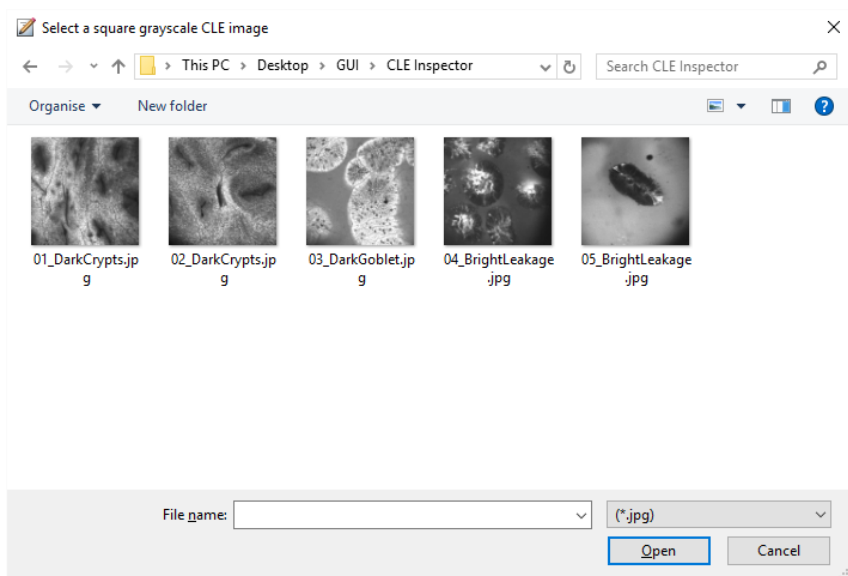 Select a square grayscale CLE image
This PC > Desktop > GUI > CLE Inspector
Search CLE Inspector
Organise
New folder
01_DarkCrypts.jp
g
02_DarkCrypts.jp
g
03_DarkGoblet.jp
g
04_BrightLeakage
.jpg
05_BrightLeakage
.jpg
File name:
(*.jpg)
Open
Cancel